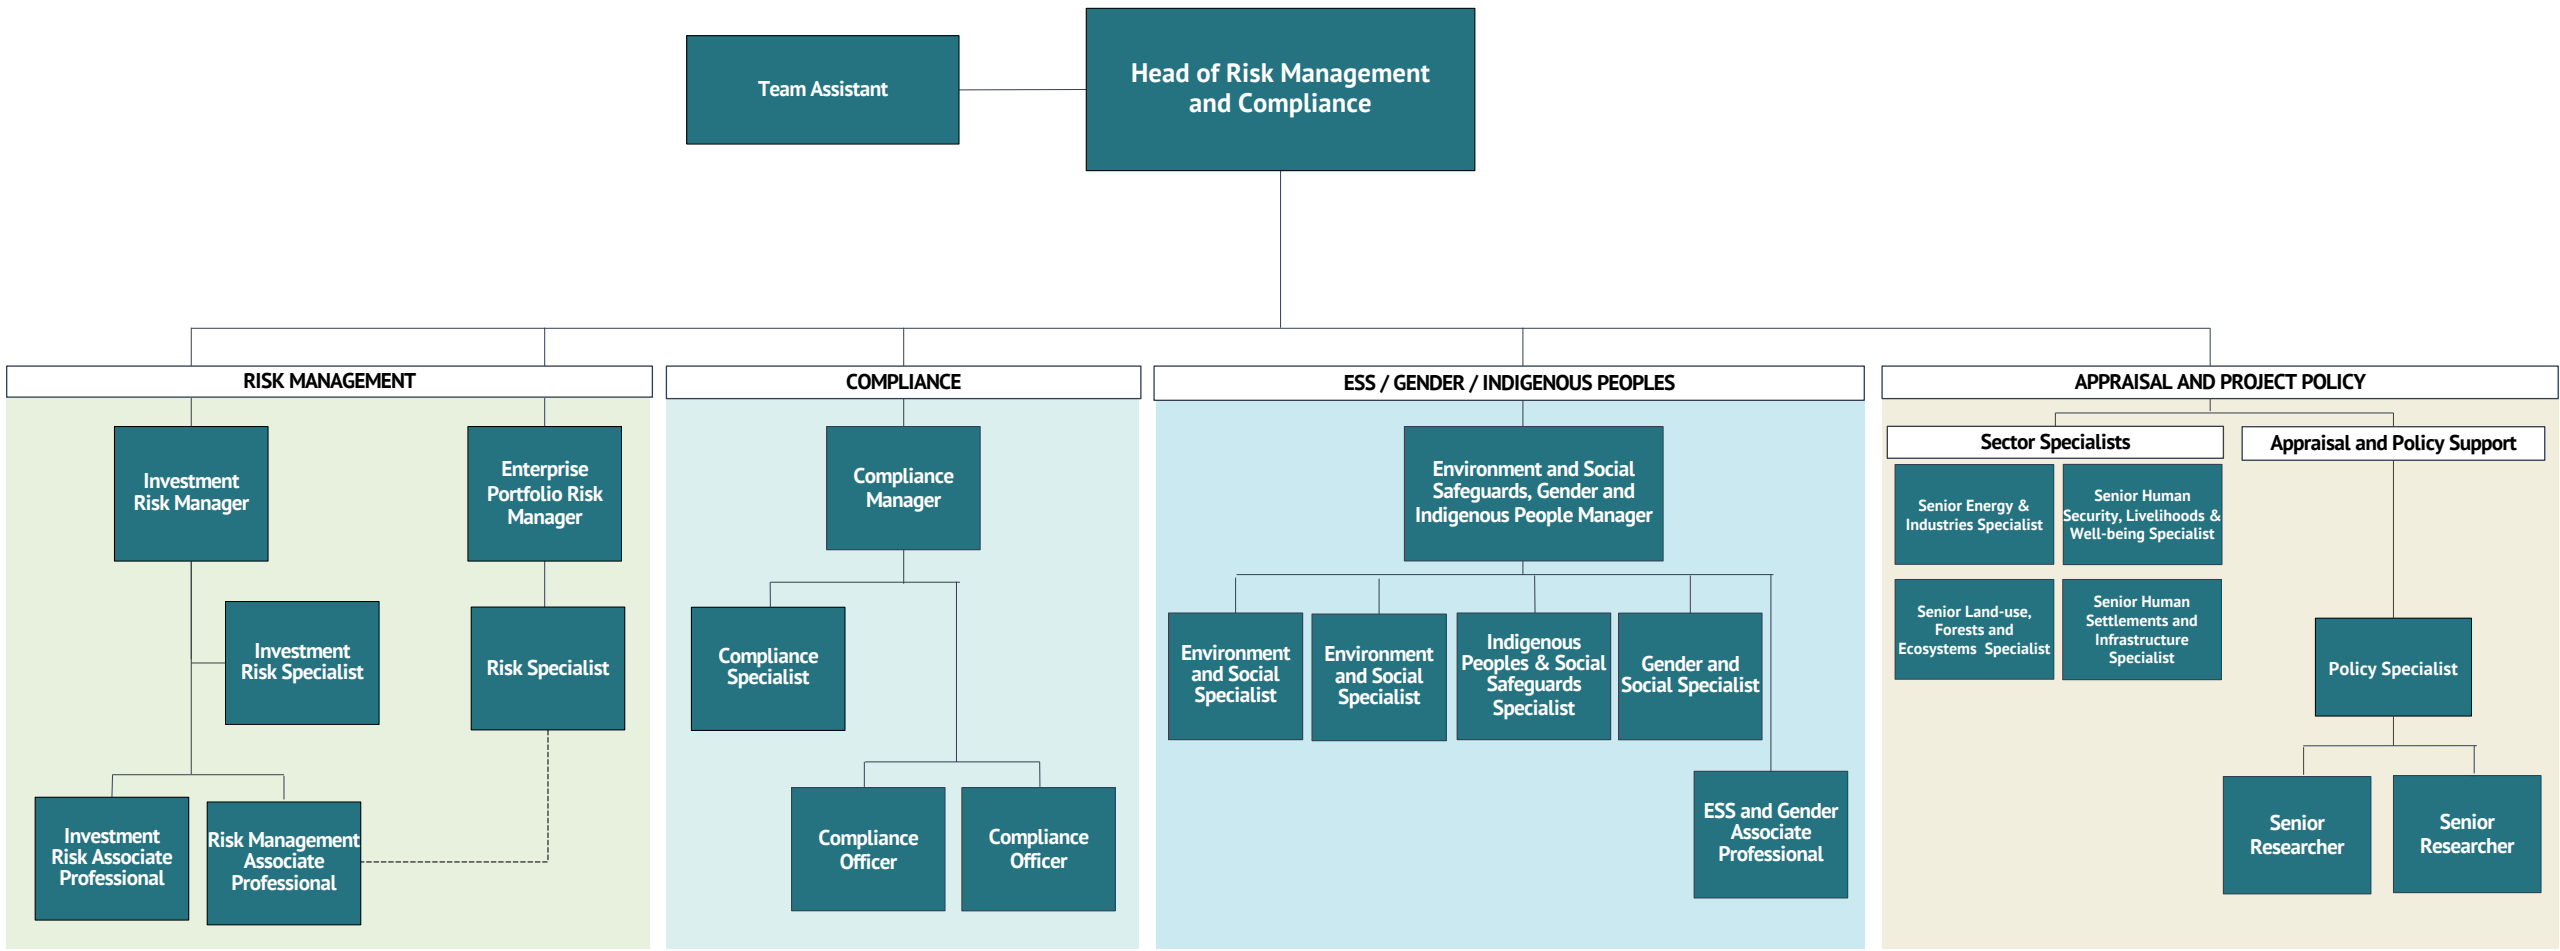 Team Assistant
Head of Risk Management
and Compliance
RISK MANAGEMENT
COMPLIANCE
ESS / GENDER / INDIGENOUS PEOPLES
APPRAISAL AND PROJECT POLICY
Investment
Risk Manager
Enterprise
Portfolio Risk
Manager
Investment
Risk Specialist
Risk Specialist
Investment
Risk Associate
Professional
Risk Management
Associate
Professional
Compliance
Manager
Compliance
Specialist
Compliance
Officer
Compliance
Officer
Environment and Social
Safeguards, Gender and
Indigenous People Manager
Environment
and Social
Specialist
Environment
and Social
Specialist
Indigenous
Peoples & Social
Safeguards
Specialist
Gender and
Social Specialist
ESS and Gender
Associate
Professional
Sector Specialists
Senior Energy &
Industries Specialist
Senior Human
Security, Livelihoods &
Well-being Specialist
Senior Land-use,
Forests and
Ecosystems Specialist
Senior Human
Settlements and
Infrastructure
Specialist
Appraisal and Policy Support
Policy Specialist
Senior
Researcher
Senior
Researcher